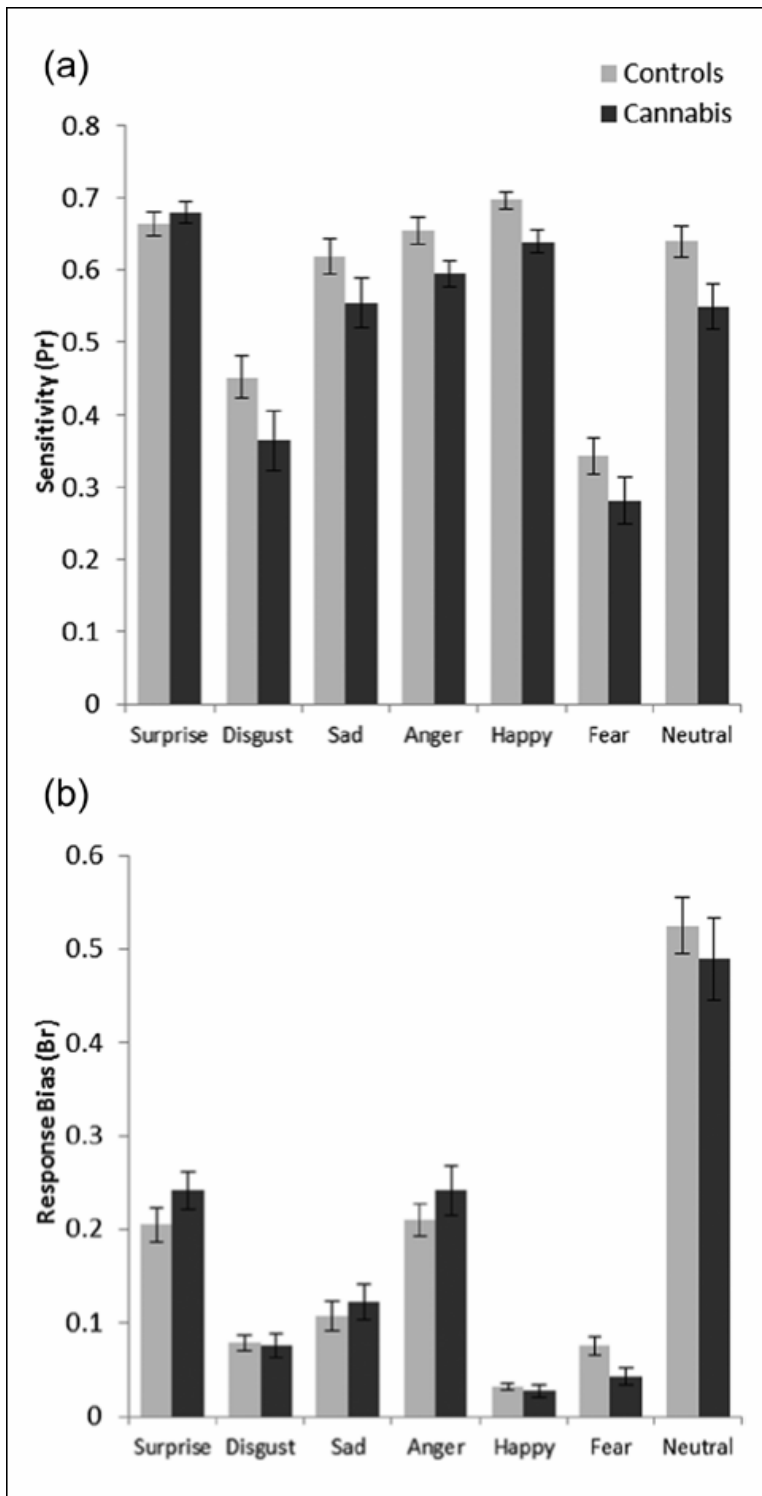 (a)
Controls
Cannabis
0.8
0.7
0.6
0.5
0.4
0.3
0.2
0.1
0
Sensitivity (Pr)
Surprise Disgust Sad Anger Happy Fear Neutral
(b)
0.6
0.5
0.4
0.3
0.2
0.1
0
Response Bias (Br)
Surprise Disgust Sad Anger Happy Fear Neutral